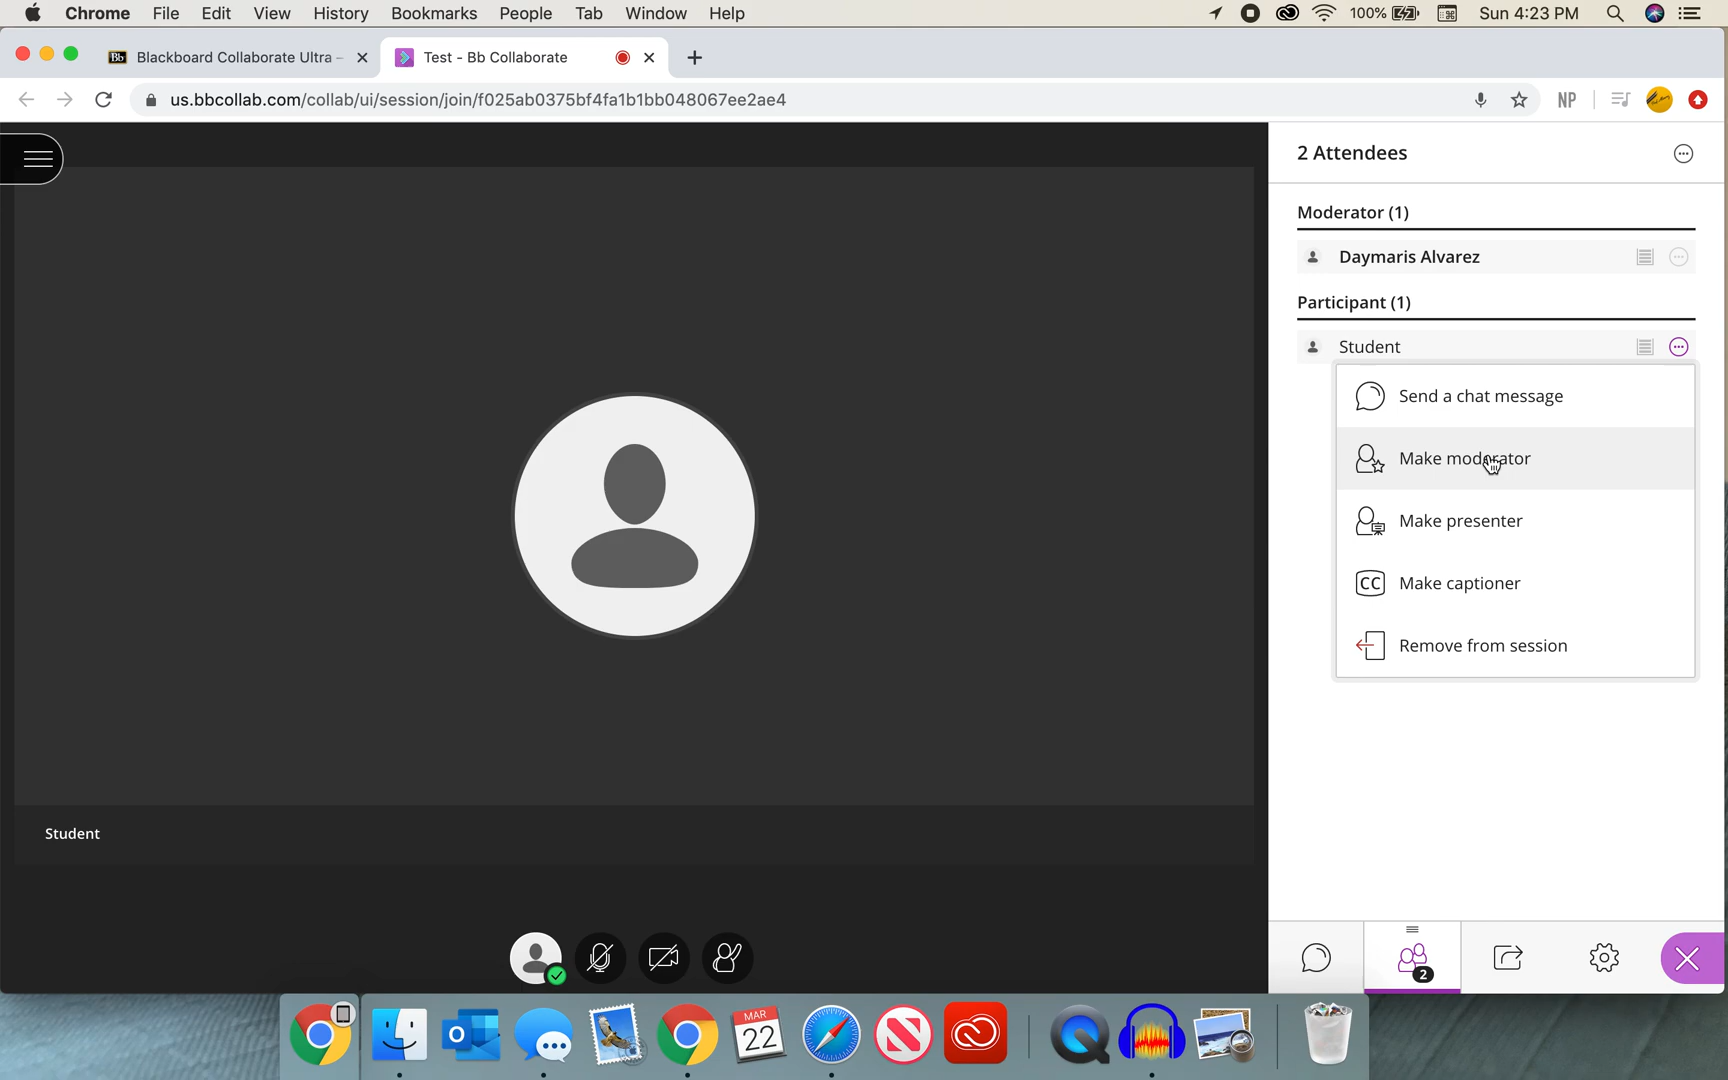 Chrome File Edit View History Bookmarks People Tab Window Help 100% Sun 4:23 PM
Bb Blackboard Collaborate Ultra – Test - Bb Collaborate
us.bbcollab.com/collab/ui/session/join/f025ab0375bf4fa1b1bb048067ee2ae4 NP
2 Attendees
Moderator (1)
Daymaris Alvarez
Participant (1)
Student
Send a chat message
Make moderator
Make presenter
CC Make captioner
Remove from session
Student
2
MAR
22